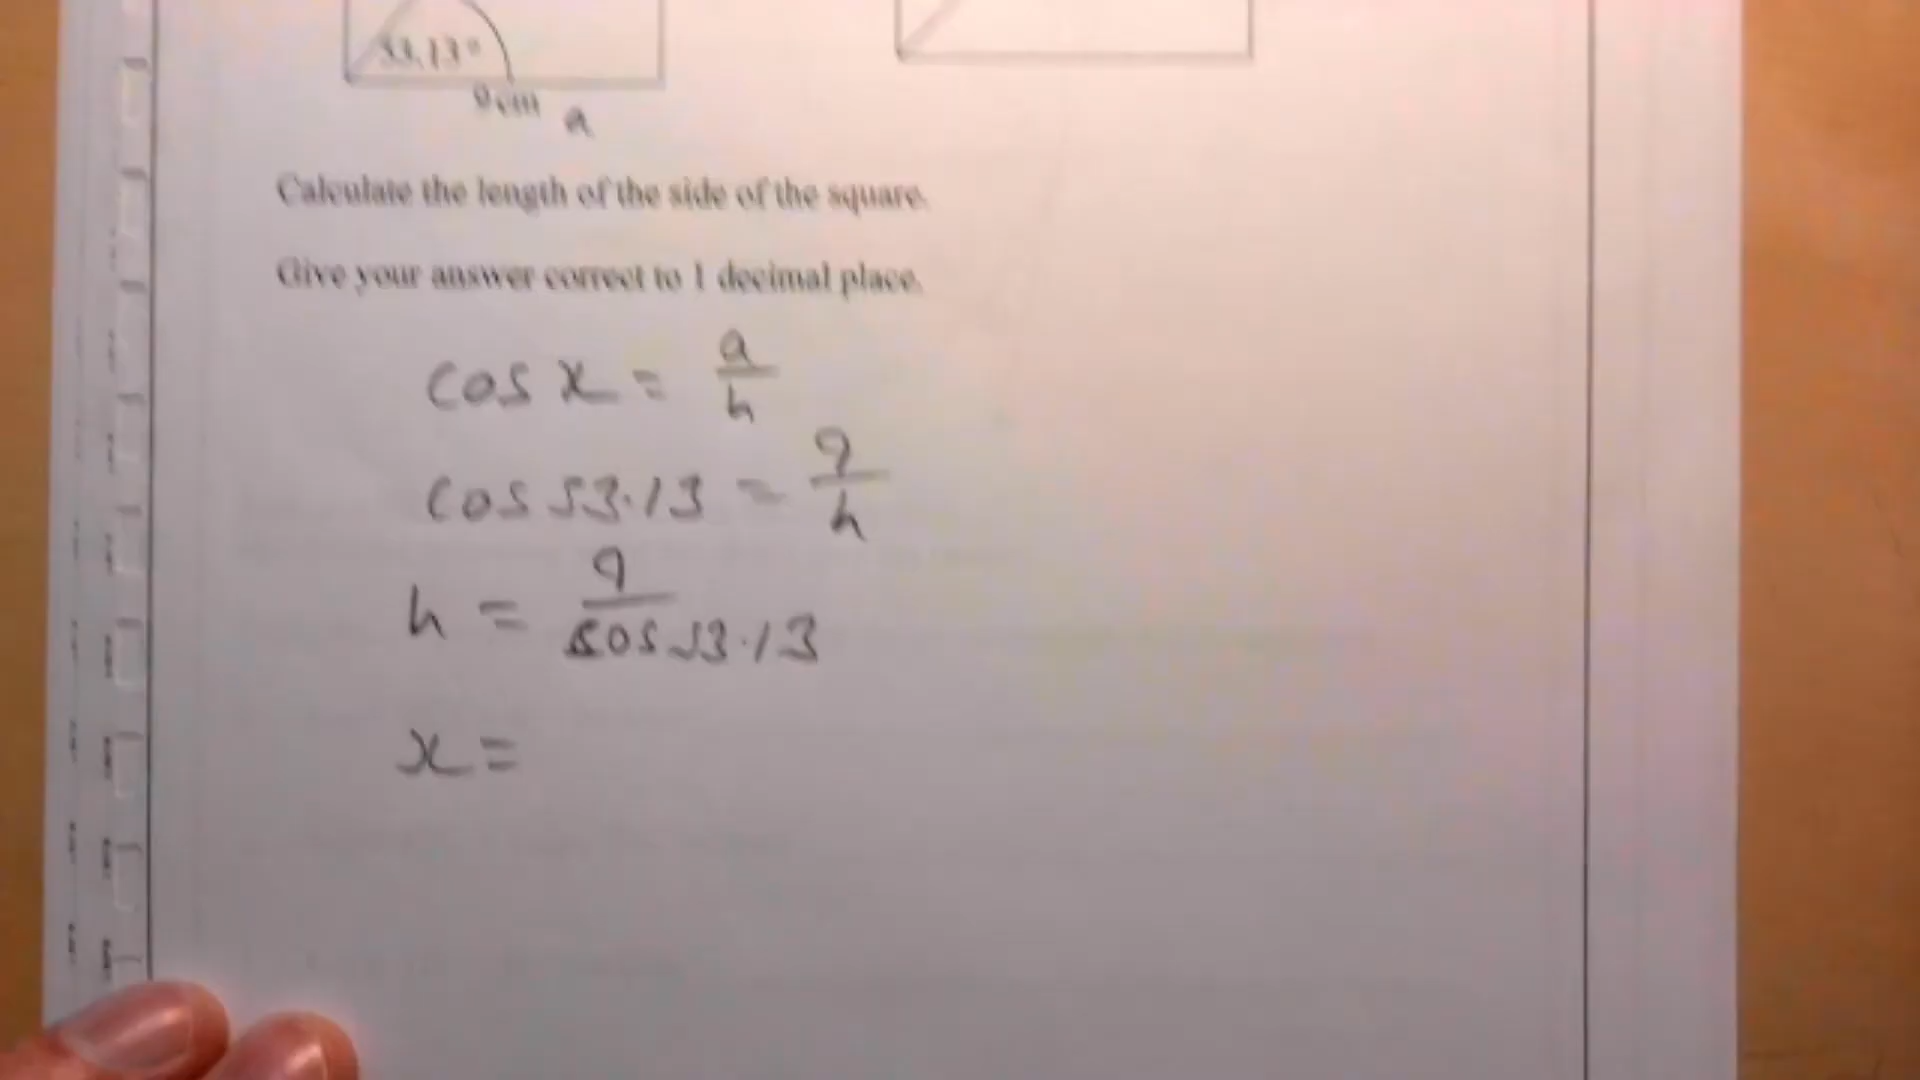 53.13°
9cm a
Calculate the length of the side of the square.
Give your answer correct to 1 decimal place.
cos x = a/h
cos 53.13 = 9/h
h = 9/cos 53.13
x =